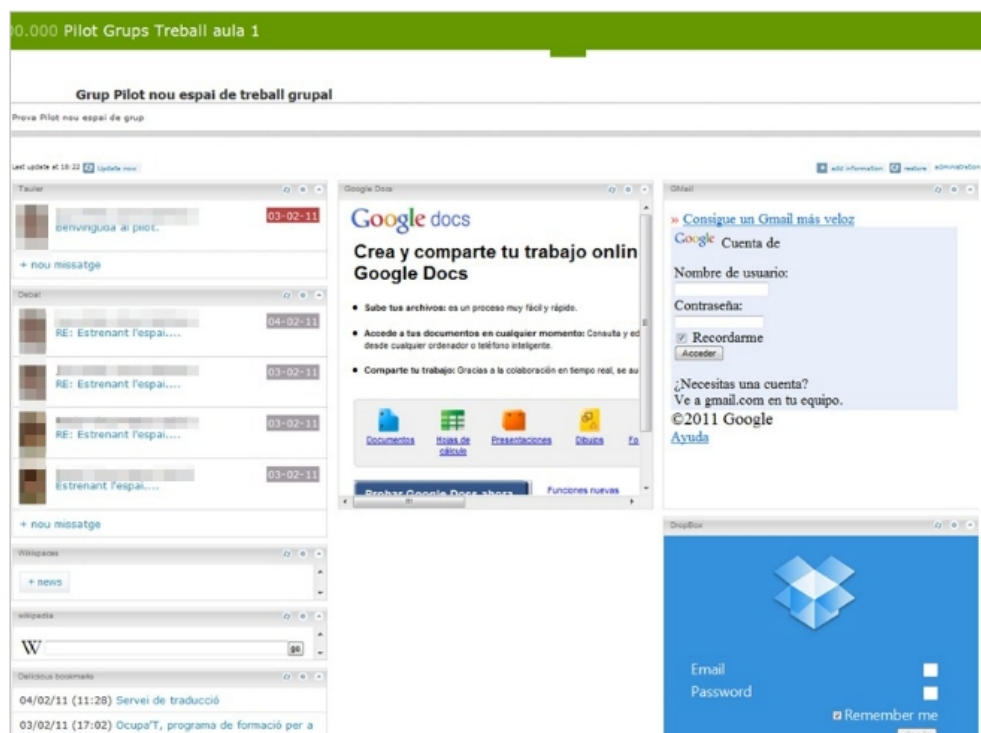 00.000 Pilot Grups Treball aula 1
Grup Pilot nou espai de treball grupal
Prova Pilot nou espai de grup
Last update at 18:22 Update now
add information restore administration
Tauler
03-02-11
Benvinguda al pilot.
+ nou missatge
Debat
04-02-11
RE: Estrenant l'espai....
03-02-11
RE: Estrenant l'espai....
03-02-11
RE: Estrenant l'espai....
03-02-11
Estrenant l'espai....
+ nou missatge
Wikispaces
+ news
wikipedia
W
go
Delicious bookmarks
04/02/11 (11:28) Servei de traducció
03/02/11 (17:02) Ocupa'T, programa de formació per a
Google Docs
Google docs
Crea y comparte tu trabajo onlin
Google Docs
• Sube tus archivos: es un proceso muy fácil y rápido.
• Accede a tus documentos en cualquier momento: Consulta y ed
desde cualquier ordenador o teléfono inteligente.
• Comparte tu trabajo: Gracias a la colaboración en tiempo real, se au
Documentos Hojas de Presentaciones Dibujos Fo
cálculo
Probar Google Docs ahora Funciones nuevas
GMail
» Consigue un Gmail más veloz
Google Cuenta de
Nombre de usuario:
Contraseña:
Recordarme
Acceder
¿Necesitas una cuenta?
Ve a gmail.com en tu equipo.
©2011 Google
Ayuda
DropBox
Email
Password
Remember me